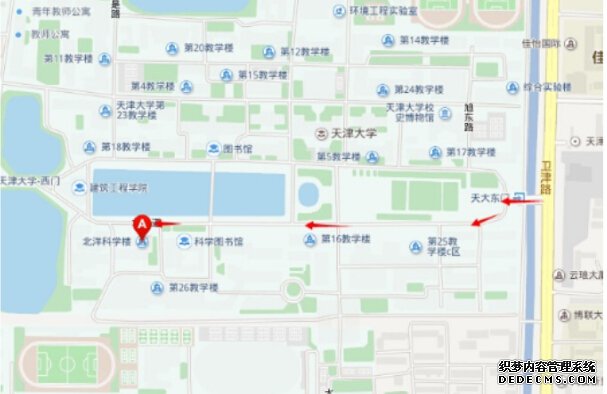 青年教师公寓
教师公寓
第11教学楼
第20教学楼
第12教学楼
环境工程实验室
第14教学楼
佳怡国际
第15教学楼
第4教学楼
第24教学楼
综合实验楼
天津大学第
23教学楼
天津大学校
史博物馆
旭东路
天津大学
第18教学楼
图书馆
第5教学楼
第17教学楼
天津大学-西门
建筑工程学院
天大东门
卫津路
A
北洋科学楼
科学图书馆
第16教学楼
第25教
学楼c区
第26教学楼
云琅大厦
博联大
织梦内容管理系统
DEDECMS.COM